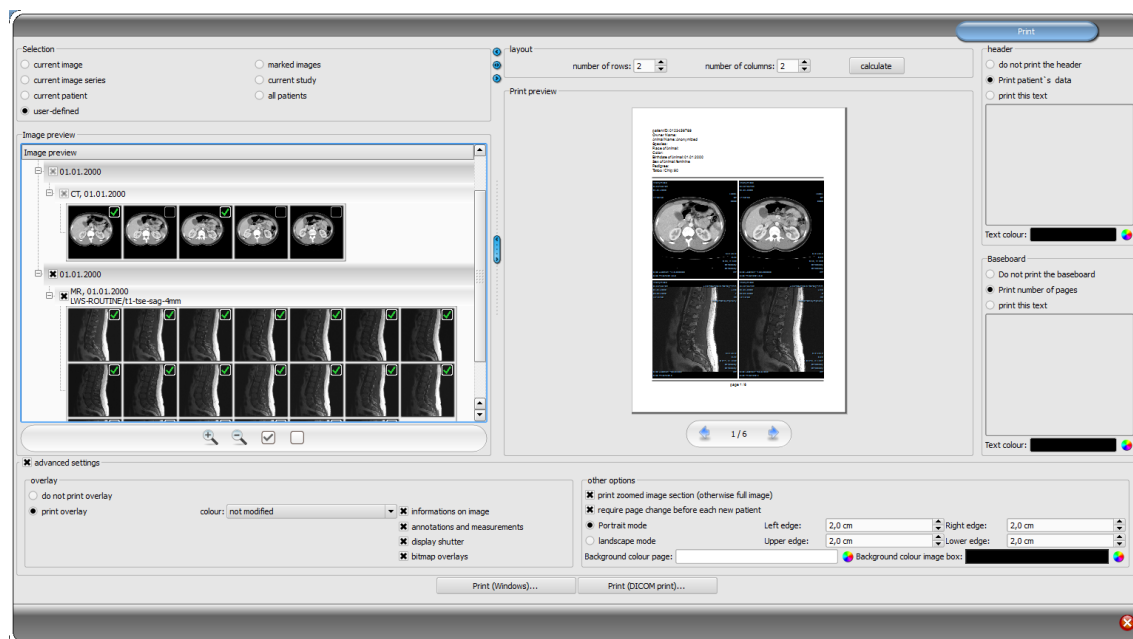 Print
Selection
current image
marked images
current image series
current study
current patient
all patients
user-defined
Image preview
Image preview
01.01.2000
CT, 01.01.2000
01.01.2000
MR, 01.01.2000
LWS-ROUTINE/t1-tse-sag-4mm
layout
number of rows: 2
number of columns: 2
calculate
Print preview
page 1/6
1/6
header
do not print the header
Print patient`s data
print this text
Text colour:
Baseboard
Do not print the baseboard
Print number of pages
print this text
Text colour:
advanced settings
overlay
do not print overlay
print overlay
colour: not modified
informations on image
annotations and measurements
display shutter
bitmap overlays
other options
print zoomed image section (otherwise full image)
require page change before each new patient
Portrait mode
Left edge: 2,0 cm
Right edge: 2,0 cm
landscape mode
Upper edge: 2,0 cm
Lower edge: 2,0 cm
Background colour page:
Background colour image box:
Print (Windows)...
Print (DICOM print)...